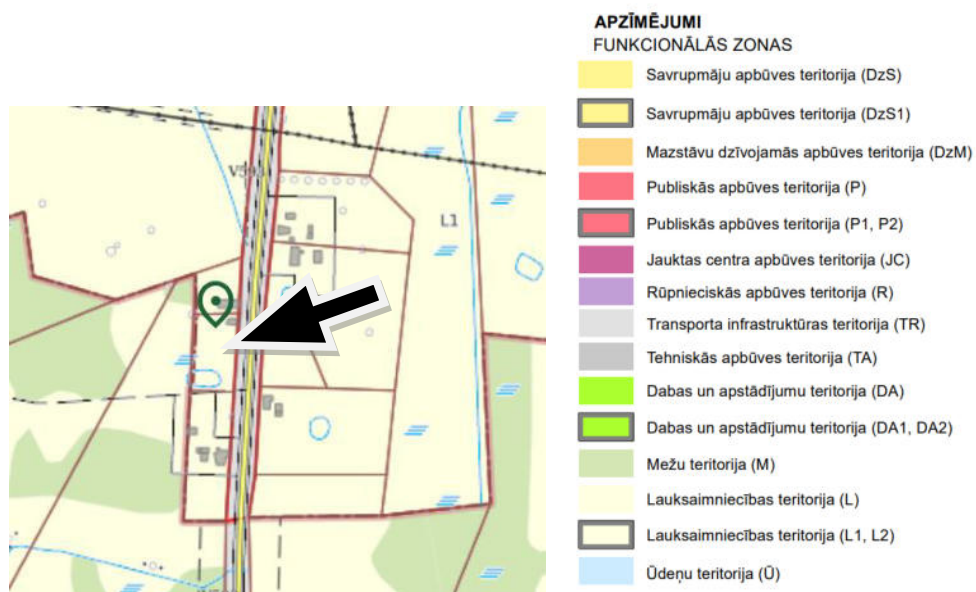 APZĪMĒJUMI
FUNKCIONĀLĀS ZONAS
Savrupmāju apbūves teritorija (DzS)
Savrupmāju apbūves teritorija (DzS1)
Mazstāvu dzīvojamās apbūves teritorija (DzM)
Publiskās apbūves teritorija (P)
Publiskās apbūves teritorija (P1, P2)
Jauktas centra apbūves teritorija (JC)
Rūpnieciskās apbūves teritorija (R)
Transporta infrastruktūras teritorija (TR)
Tehniskās apbūves teritorija (TA)
Dabas un apstādījumu teritorija (DA)
Dabas un apstādījumu teritorija (DA1, DA2)
Mežu teritorija (M)
Lauksaimniecības teritorija (L)
Lauksaimniecības teritorija (L1, L2)
Ūdeņu teritorija (Ū)
L1